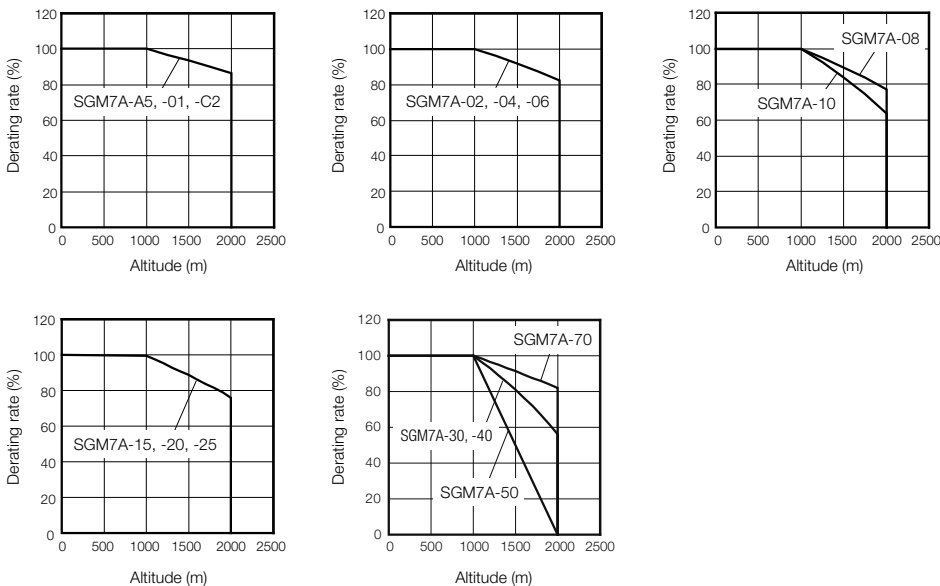 120
100
80
60
40
20
0
Derating rate (%)
SGM7A-A5, -01, -C2
0 500 1000 1500 2000 2500
Altitude (m)
120
100
80
60
40
20
0
Derating rate (%)
SGM7A-02, -04, -06
0 500 1000 1500 2000 2500
Altitude (m)
120
100
80
60
40
20
0
Derating rate (%)
SGM7A-08
SGM7A-10
0 500 1000 1500 2000 2500
Altitude (m)
120
100
80
60
40
20
0
Derating rate (%)
SGM7A-15, -20, -25
0 500 1000 1500 2000 2500
Altitude (m)
120
100
80
60
40
20
0
Derating rate (%)
SGM7A-70
SGM7A-30, -40
SGM7A-50
0 500 1000 1500 2000 2500
Altitude (m)